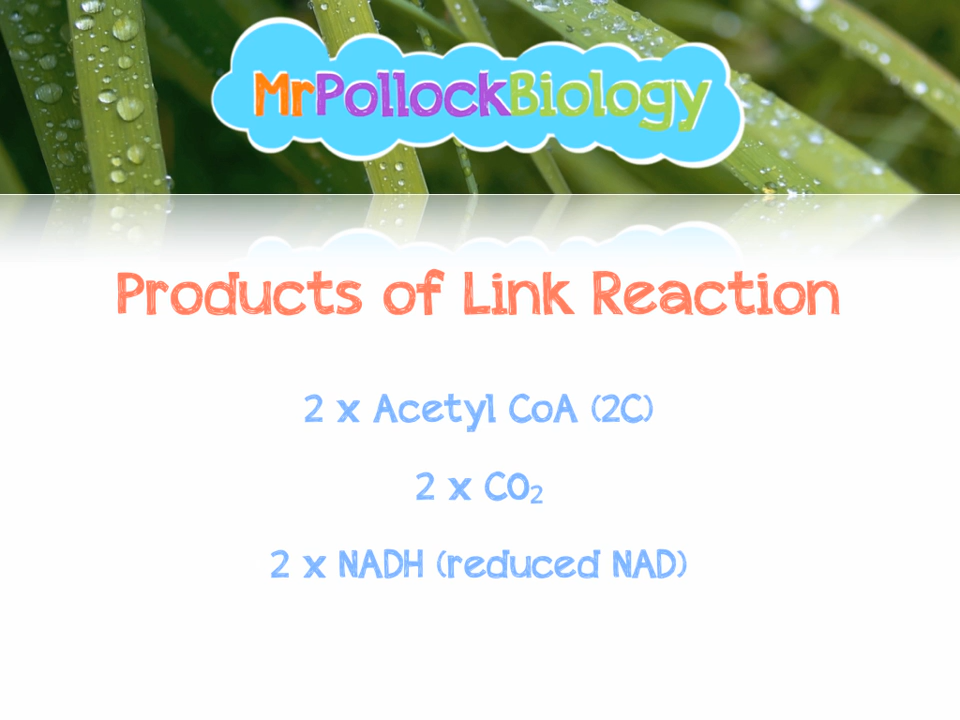 MrPollockBiology
Products of Link Reaction
2 x Acetyl CoA (2C)
2 x CO₂
2 x NADH (reduced NAD)